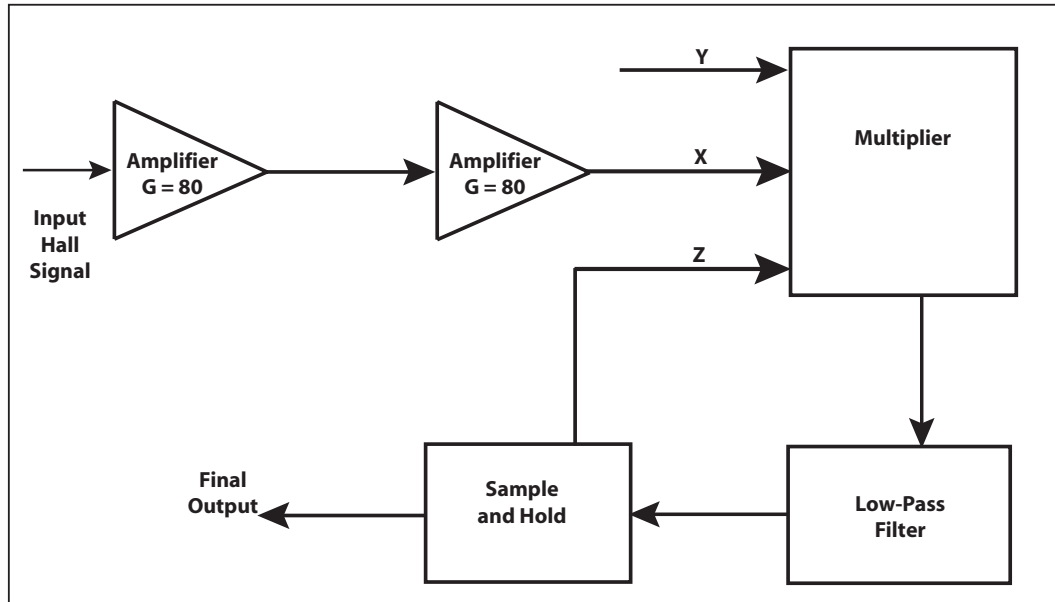 Y
Multiplier
Amplifier
G = 80
Amplifier
G = 80
X
Input
Hall
Signal
Z
Final
Output
Sample
and Hold
Low-Pass
Filter